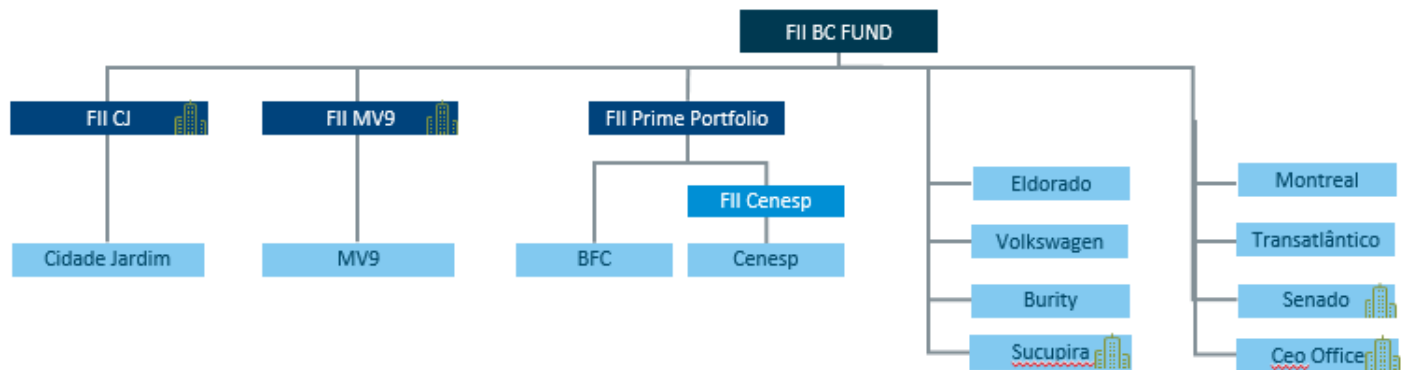 FII BC FUND
FII CJ
FII MV9
FII Prime Portfolio
FII Cenesp
Cidade Jardim
MV9
BFC
Cenesp
Eldorado
Volkswagen
Burity
Sucupira
Montreal
Transatlântico
Senado
Ceo Office